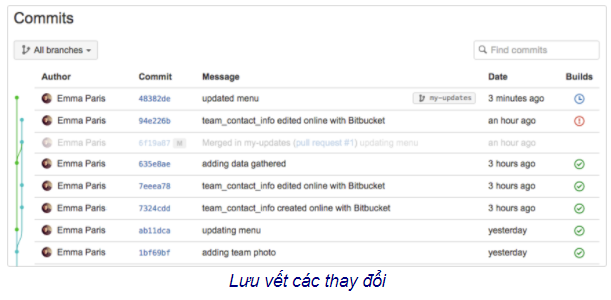 Commits
All branches
Find commits
Author Commit Message Date Builds
Emma Paris 48382de updated menu my-updates 3 minutes ago
Emma Paris 94e226b team_contact_info edited online with Bitbucket an hour ago
Emma Paris 6f19a87 M Merged in my-updates (pull request #1) updating menu an hour ago
Emma Paris 635e8ae adding data gathered 3 hours ago
Emma Paris 7eeea78 team_contact_info edited online with Bitbucket 3 hours ago
Emma Paris 7324cdd team_contact_info created online with Bitbucket 3 hours ago
Emma Paris ab11dca updating menu yesterday
Emma Paris 1bf69bf adding team photo yesterday
Lưu vết các thay đổi